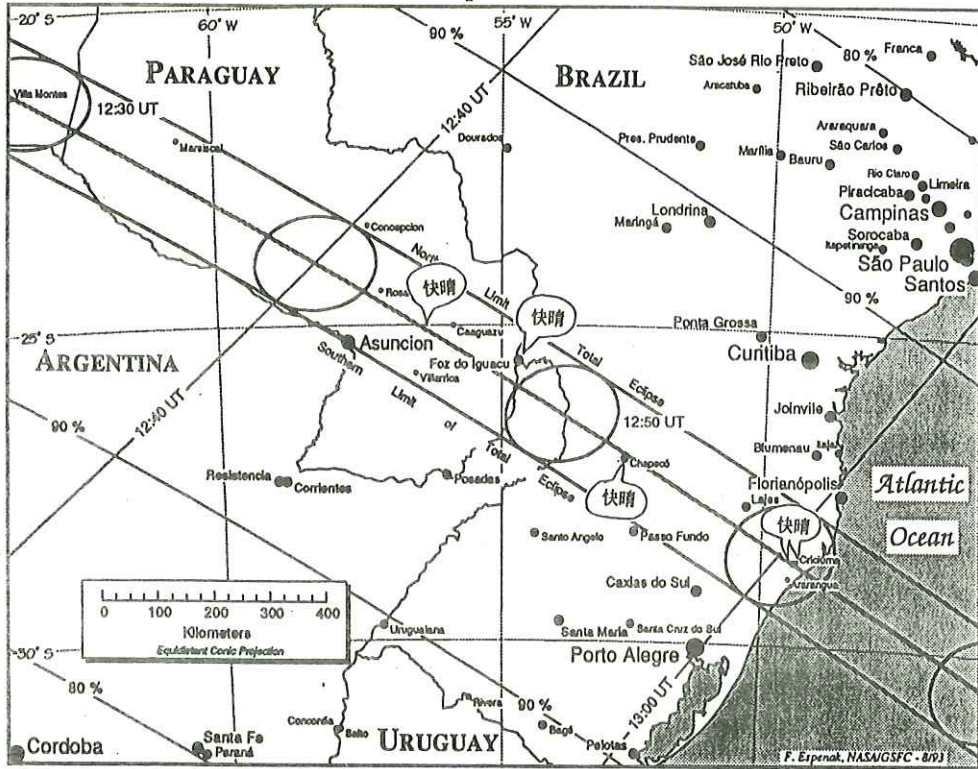 -20° S
60° W
55° W
50° W
90 %
80 %
Franca
PARAGUAY
BRAZIL
São José Rio Preto
Aracatuba
Ribeirão Prêto
Villa Montes
12:30 UT
12:40 UT
Mariscal
Dourados
Pres. Prudente
Araraquara
São Carlos
Marília
Bauru
Rio Claro
Limeira
Piracicaba
Campinas
Londrina
Maringá
Sorocaba
Itapetininga
São Paulo
Santos
Concepcion
快晴
快晴
Limit
90 %
25° S
Caaguazu
Ponta Grossa
Asuncion
Foz do Iguacu
Total
Curitiba
ARGENTINA
Southern
Villarrica
Eclipse
12:40 UT
Limit
12:50 UT
Joinvile
90 %
of
Total
Blumenau
Chapecó
Florianópolis
Resistencia
Corrientes
Posadas
Eclipse
快晴
Lajes
Atlantic
Ocean
快晴
Santo Angelo
Passo Fundo
Cricióma
Ararangua
Caxias do Sul
0 100 200 300 400
Kilometers
Equidistant Conic Projection
Uruguaiana
Santa Maria
Santa Cruz do Sul
Porto Alegre
-30° S
80 %
Rivera
90 %
13:00 UT
Concordia
Salto
Bagé
Santa Fe
Paraná
Cordoba
URUGUAY
Pelotas
F. Espenak, NASA/GSFC - 8/93